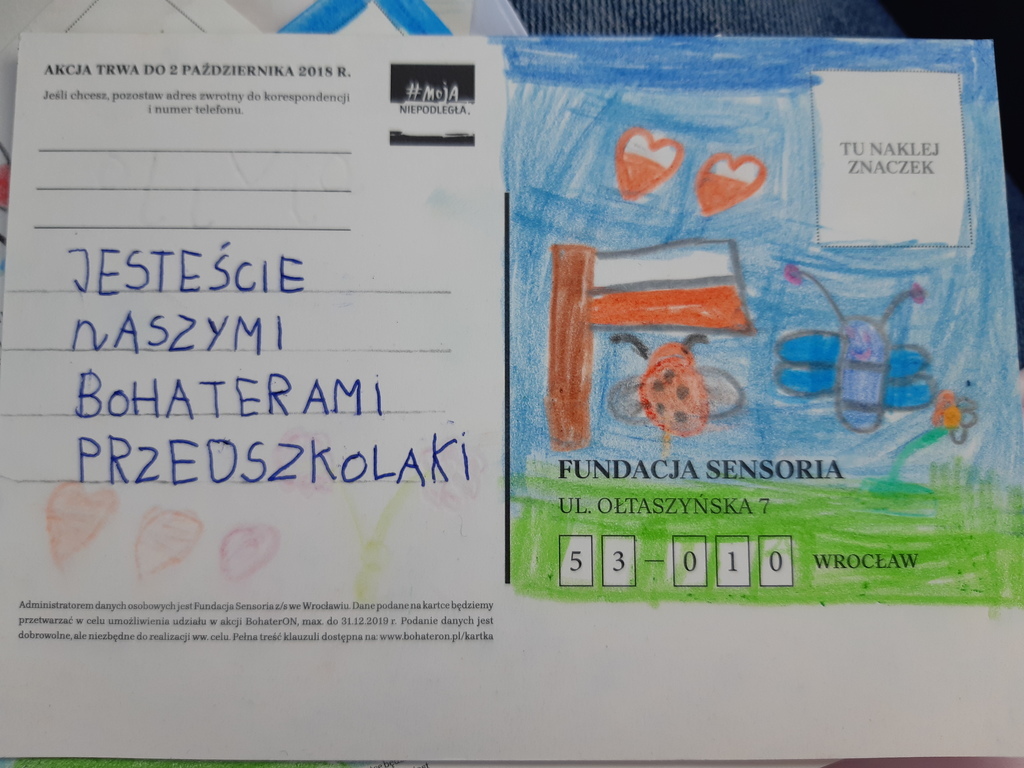 AKCJA TRWA DO 2 PAŹDZIERNIKA 2018 R.
Jeśli chcesz, pozostaw adres zwrotny do korespondencji
i numer telefonu.
#MOJA
NIEPODLEGŁA,
JESTEŚCIE
NASZYMI
BOHATERAMI
PRZEDSZKOLAKI
Administratorem danych osobowych jest Fundacja Sensoria z/s we Wrocławiu. Dane podane na kartce będziemy
przetwarzać w celu umożliwienia udziału w akcji BohaterON, max. do 31.12.2019 r. Podanie danych jest
dobrowolne, ale niezbędne do realizacji ww. celu. Pełna treść klauzuli dostępna na: www.bohateron.pl/kartka
TU NAKLEJ
ZNACZEK
FUNDACJA SENSORIA
UL. OŁTASZYŃSKA 7
53-010 WROCŁAW